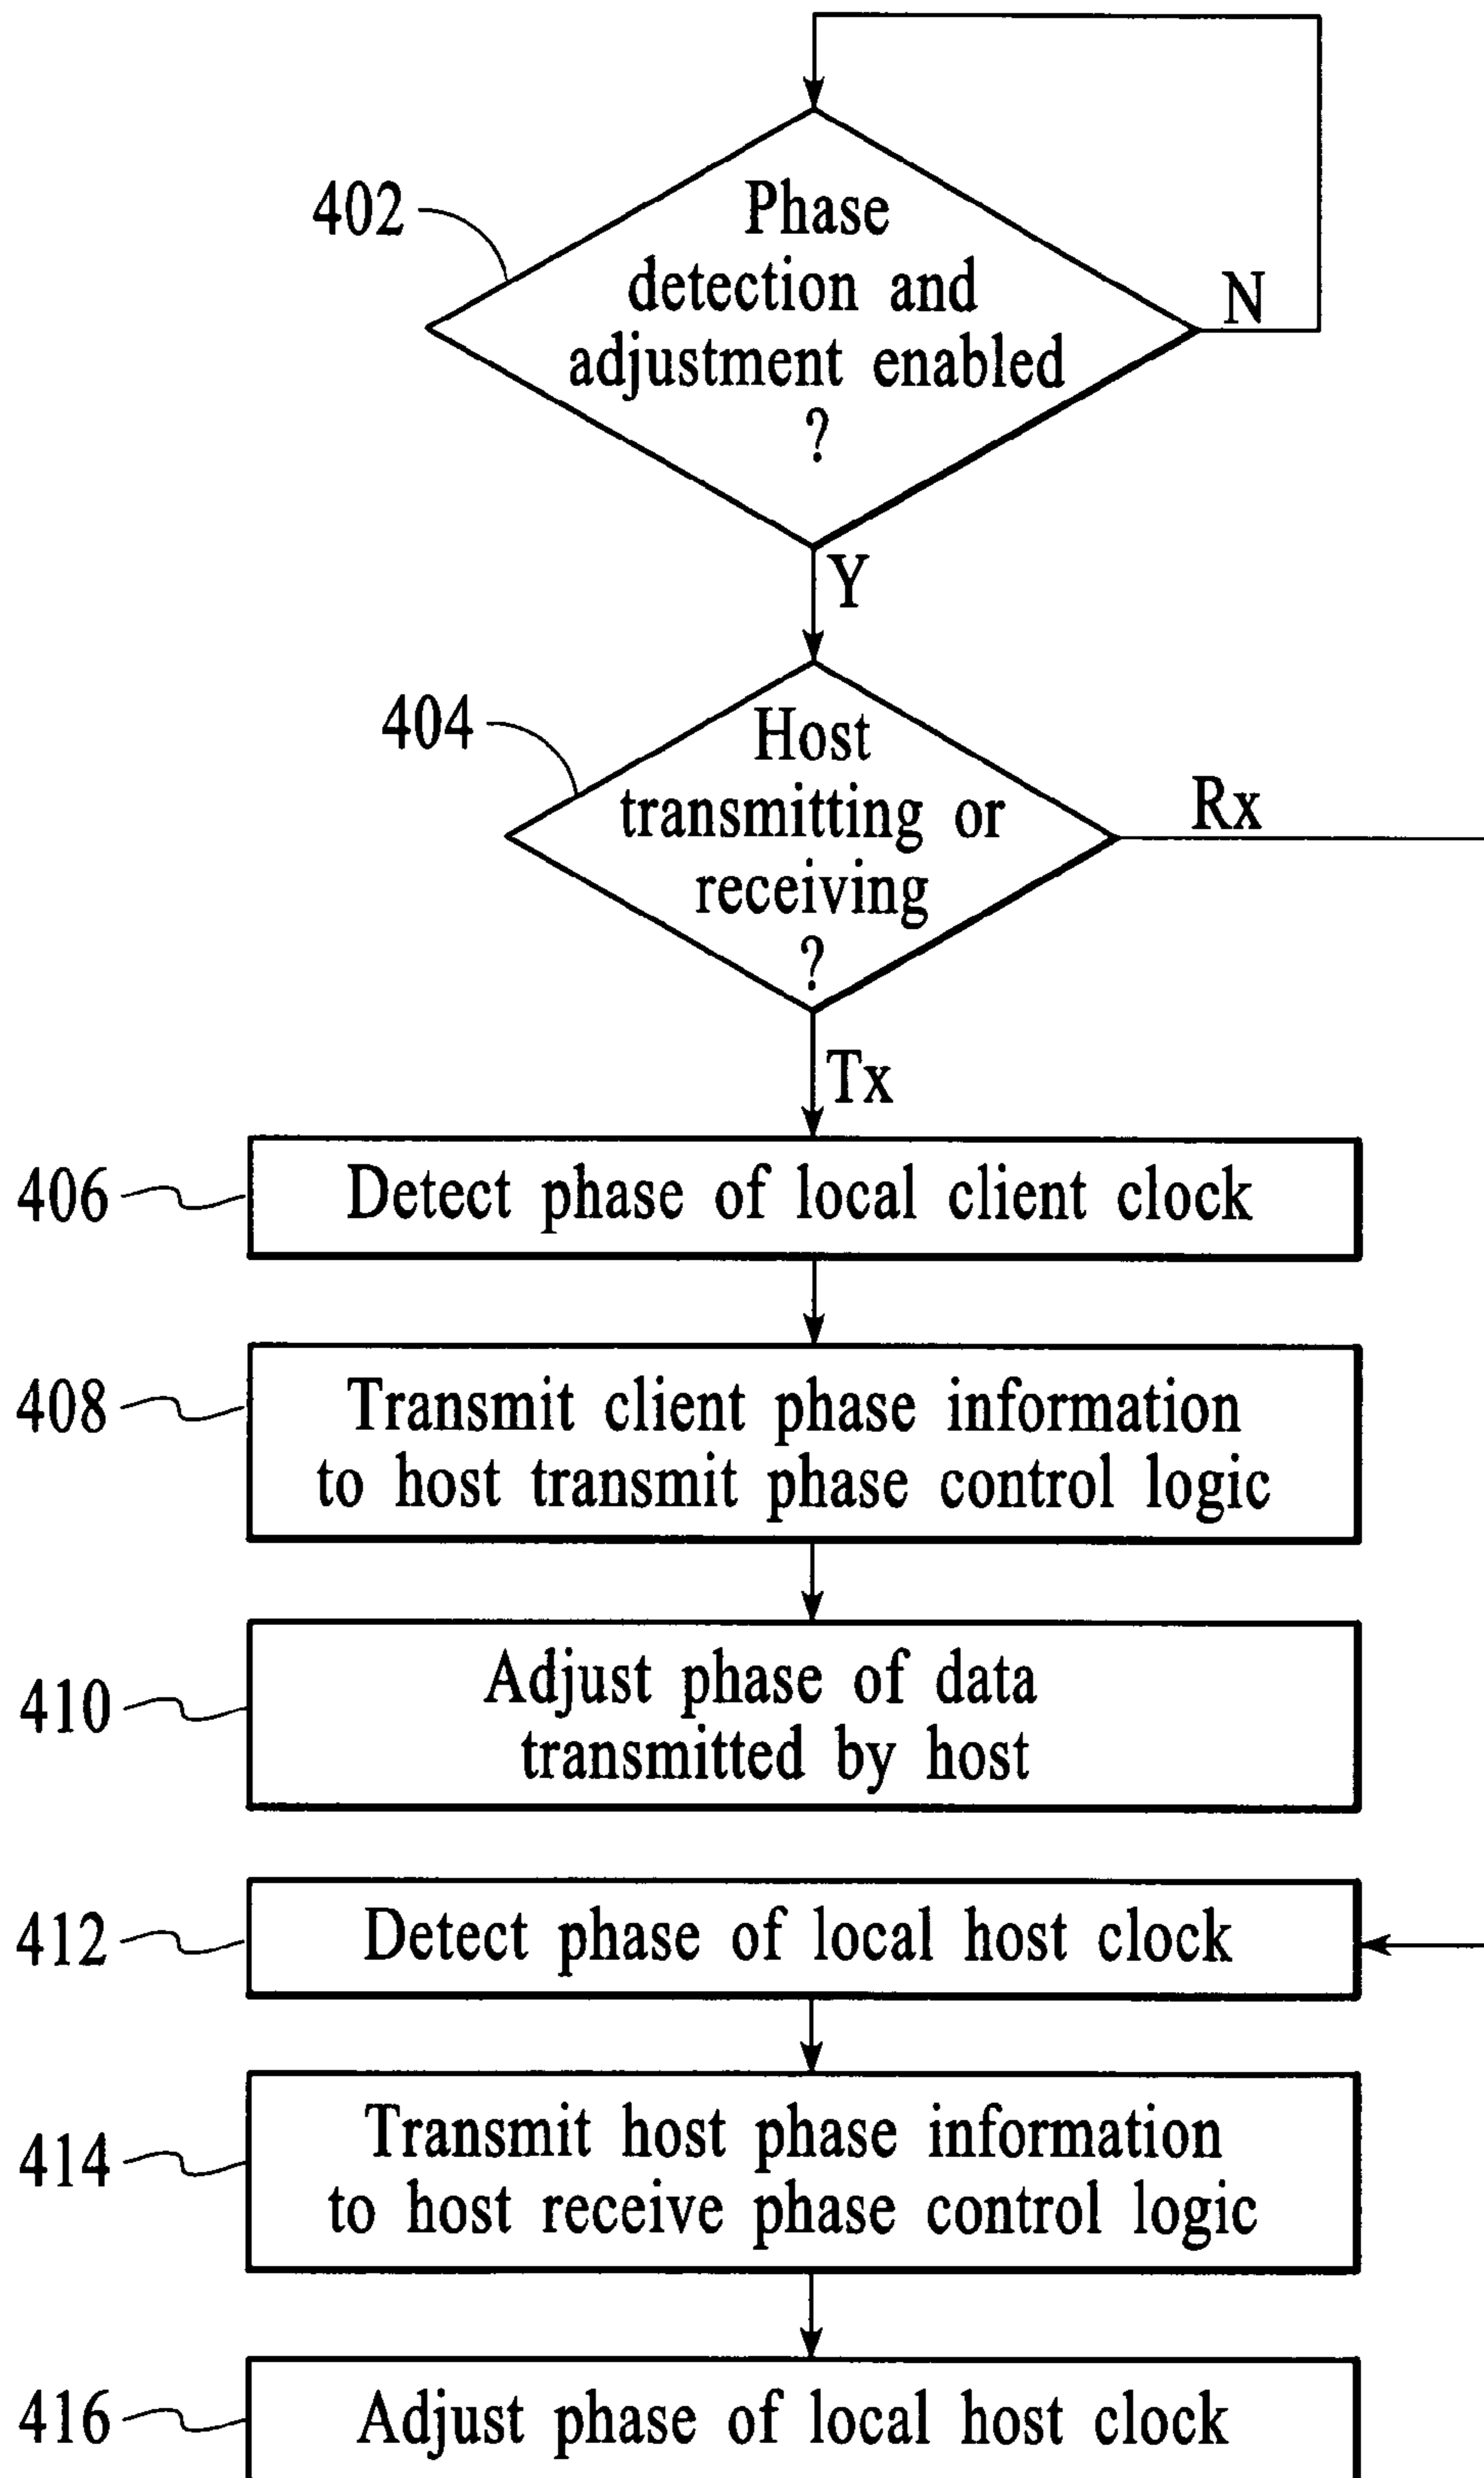 402
Phase
detection and
adjustment enabled
?
N
Y
404
Host
transmitting or
receiving
?
Rx
Tx
406
Detect phase of local client clock
408
Transmit client phase information
to host transmit phase control logic
410
Adjust phase of data
transmitted by host
412
Detect phase of local host clock
414
Transmit host phase information
to host receive phase control logic
416
Adjust phase of local host clock